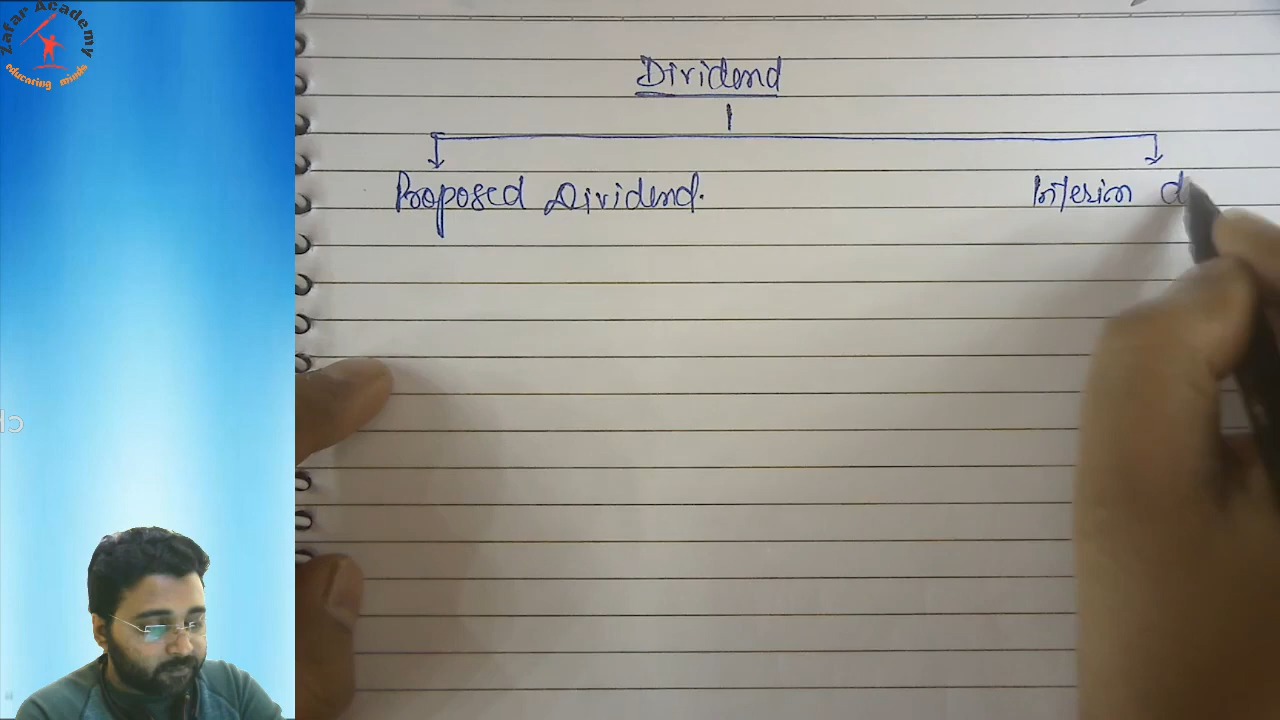 Zafar Academy
educating minds
Dividend
Proposed Dividend.
Interim d